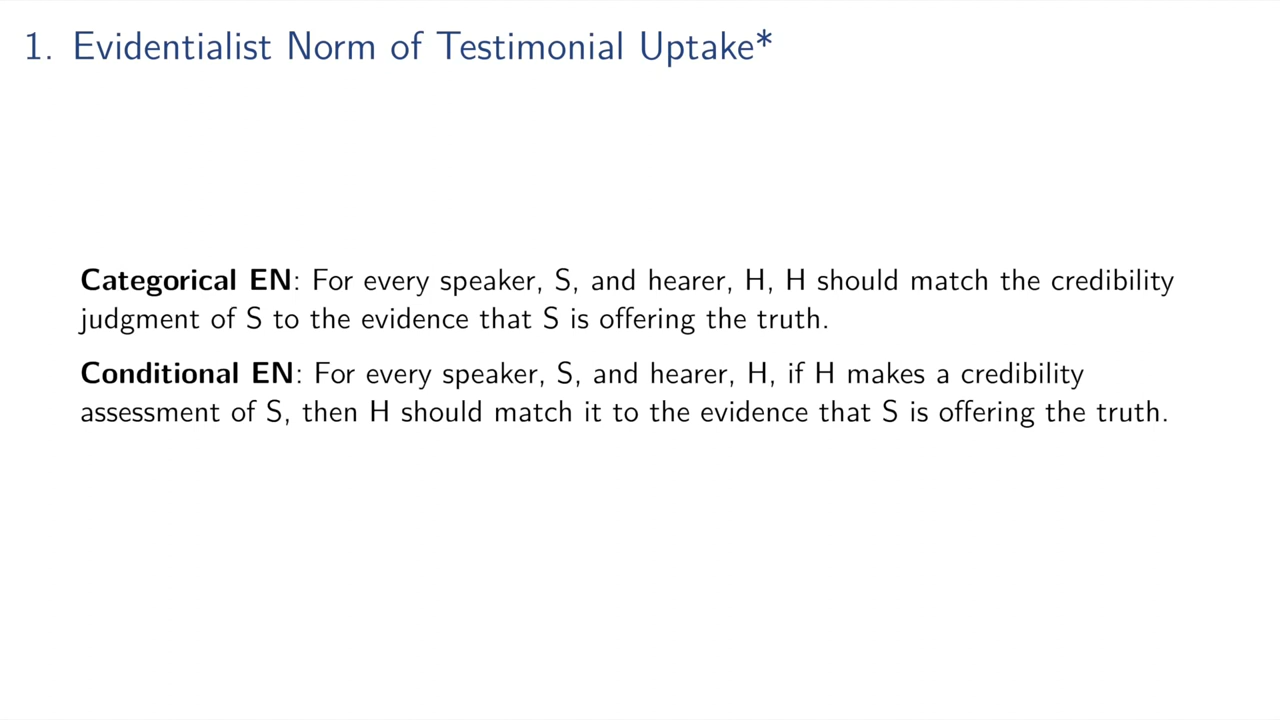 1. Evidentialist Norm of Testimonial Uptake*
Categorical EN: For every speaker, S, and hearer, H, H should match the credibility
judgment of S to the evidence that S is offering the truth.
Conditional EN: For every speaker, S, and hearer, H, if H makes a credibility
assessment of S, then H should match it to the evidence that S is offering the truth.